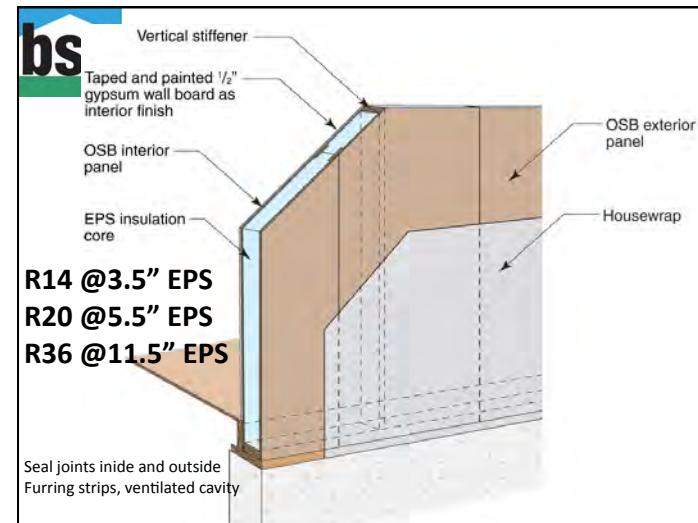 bs
Vertical stiffener
Taped and painted 1/2"
gypsum wall board as
interior finish
OSB interior
panel
EPS insulation
core
OSB exterior
panel
Housewrap
R14 @3.5” EPS
R20 @5.5” EPS
R36 @11.5” EPS
Seal joints inide and outside
Furring strips, ventilated cavity